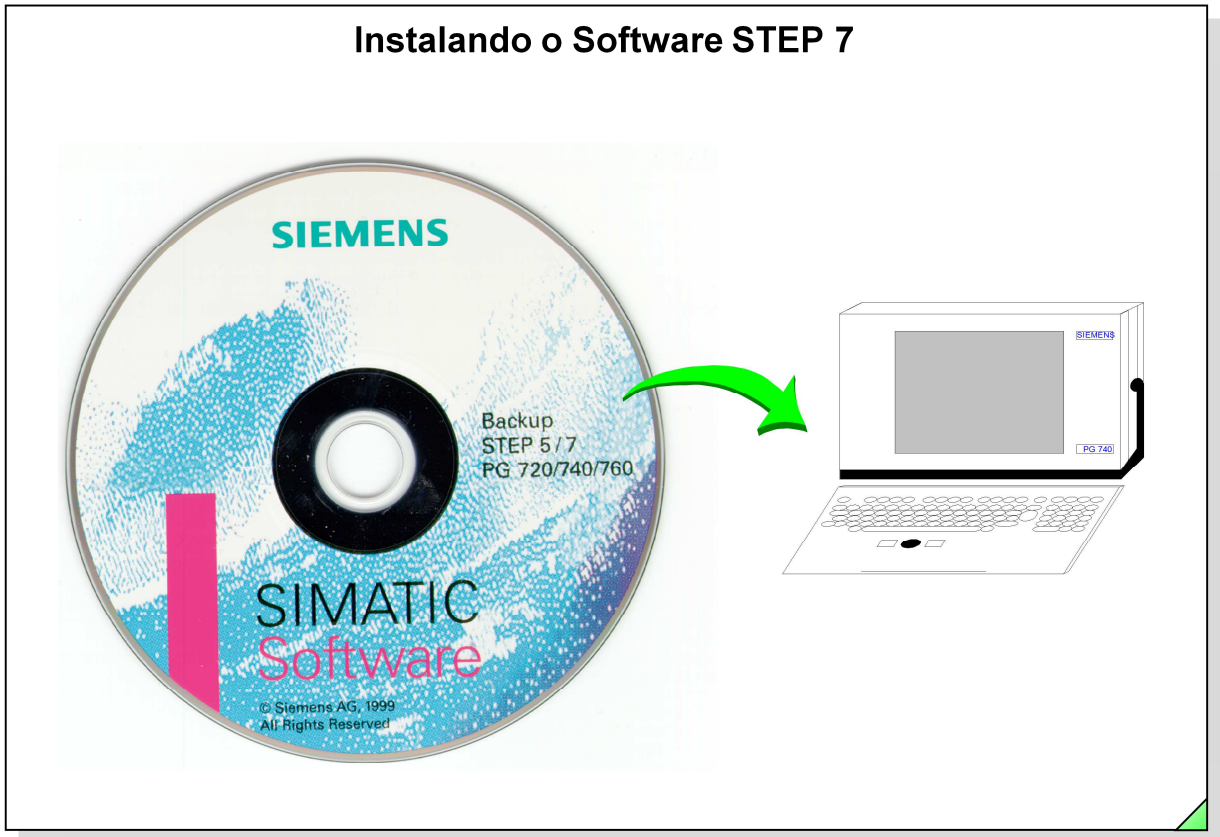 Instalando o Software STEP 7
SIEMENS
Backup
STEP 5/7
PG 720/740/760
SIMATIC
Software
© Siemens AG, 1999
All Rights Reserved
SIEMENS
PG 740